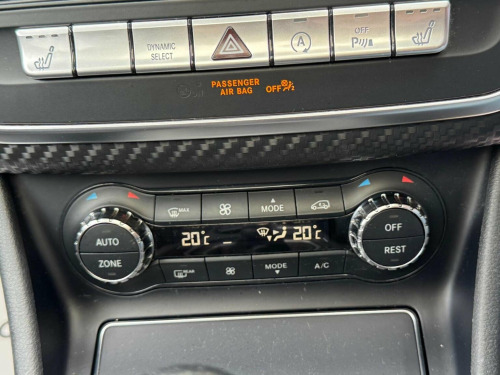 DYNAMIC
SELECT
A
OFF
P
PASSENGER
AIR BAG OFF
MAX
MODE
AUTO
ZONE
20°C
20°C
OFF
REST
REAR
MODE
A/C